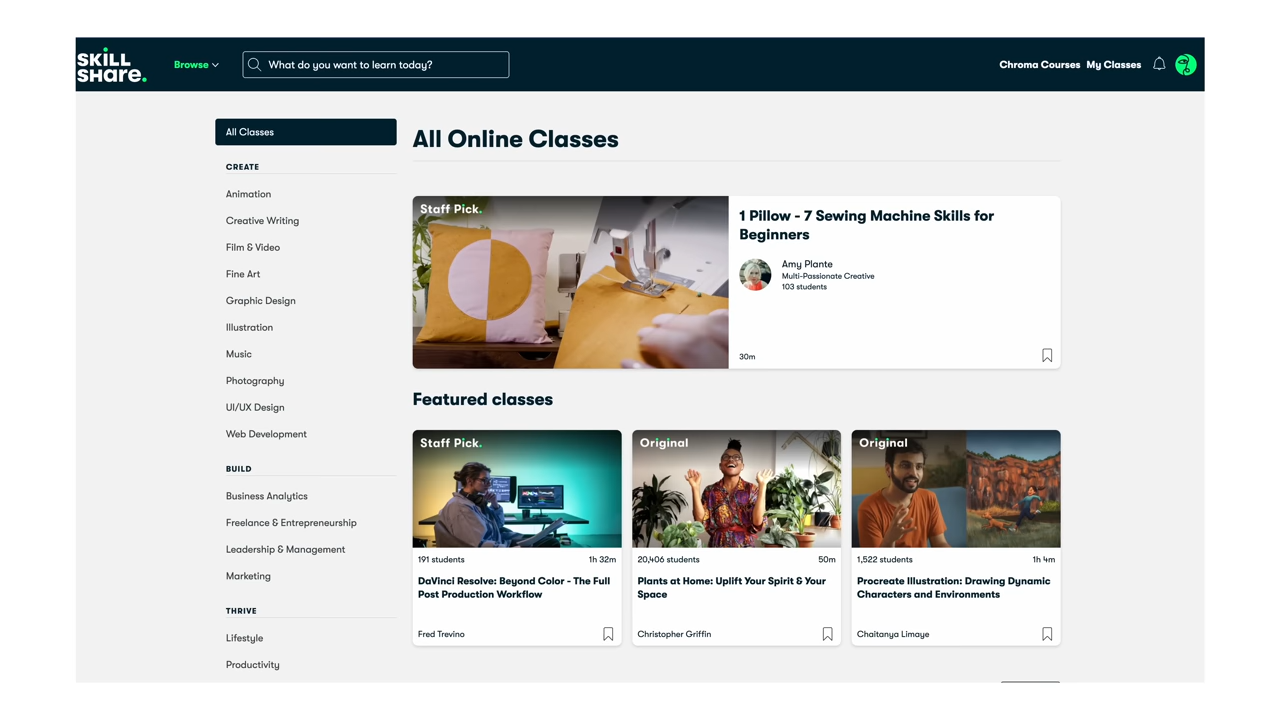 SKILL
SHARE.
Browse
What do you want to learn today?
Chroma Courses
My Classes
All Classes
CREATE
Animation
Creative Writing
Film & Video
Fine Art
Graphic Design
Illustration
Music
Photography
UI/UX Design
Web Development
BUILD
Business Analytics
Freelance & Entrepreneurship
Leadership & Management
Marketing
THRIVE
Lifestyle
Productivity
All Online Classes
Staff Pick.
1 Pillow - 7 Sewing Machine Skills for
Beginners
Amy Plante
Multi-Passionate Creative
103 students
30m
Featured classes
Staff Pick.
191 students
1h 32m
DaVinci Resolve: Beyond Color - The Full
Post Production Workflow
Fred Trevino
Original
20,406 students
50m
Plants at Home: Uplift Your Spirit & Your
Space
Christopher Griffin
Original
1,522 students
1h 4m
Procreate Illustration: Drawing Dynamic
Characters and Environments
Chaitanya Limaye